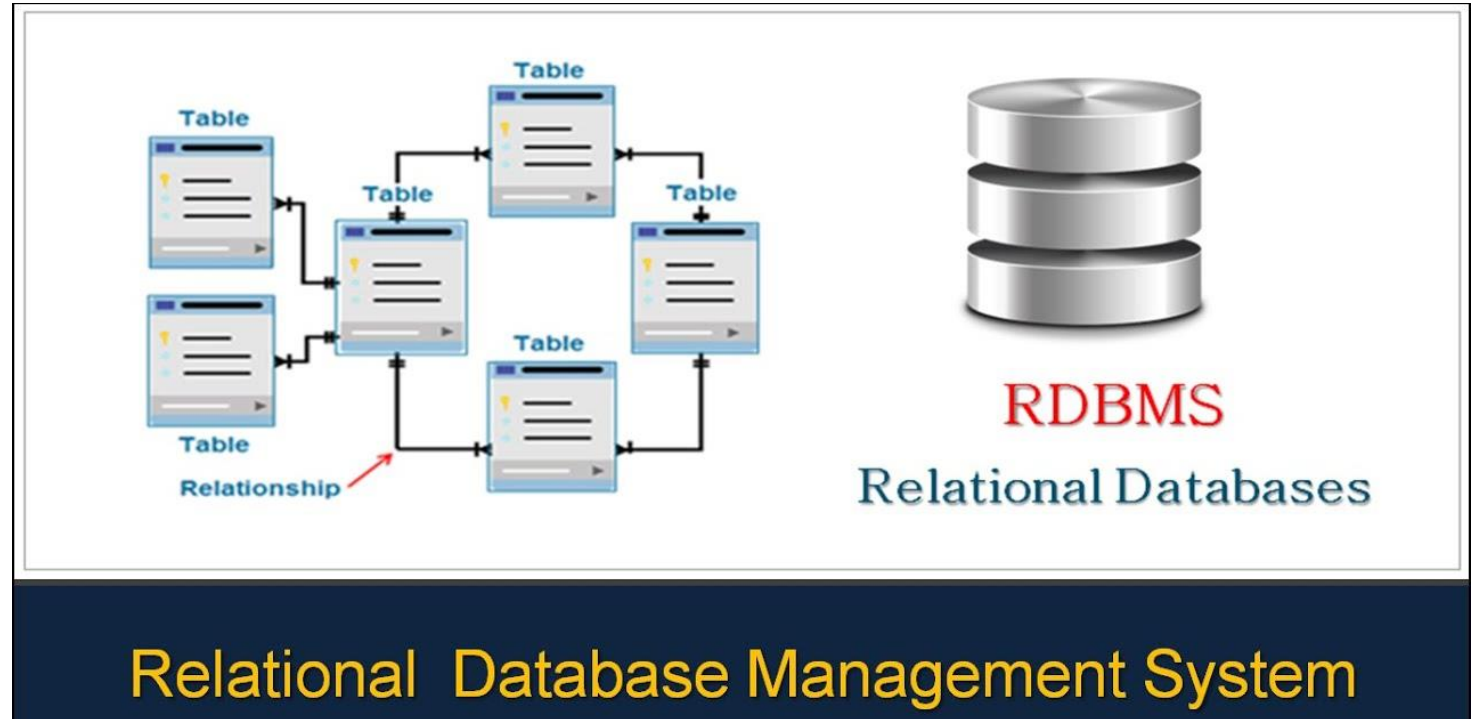 Table
Table
Table
Table
Table
Table
Relationship
RDBMS
Relational Databases
Relational Database Management System